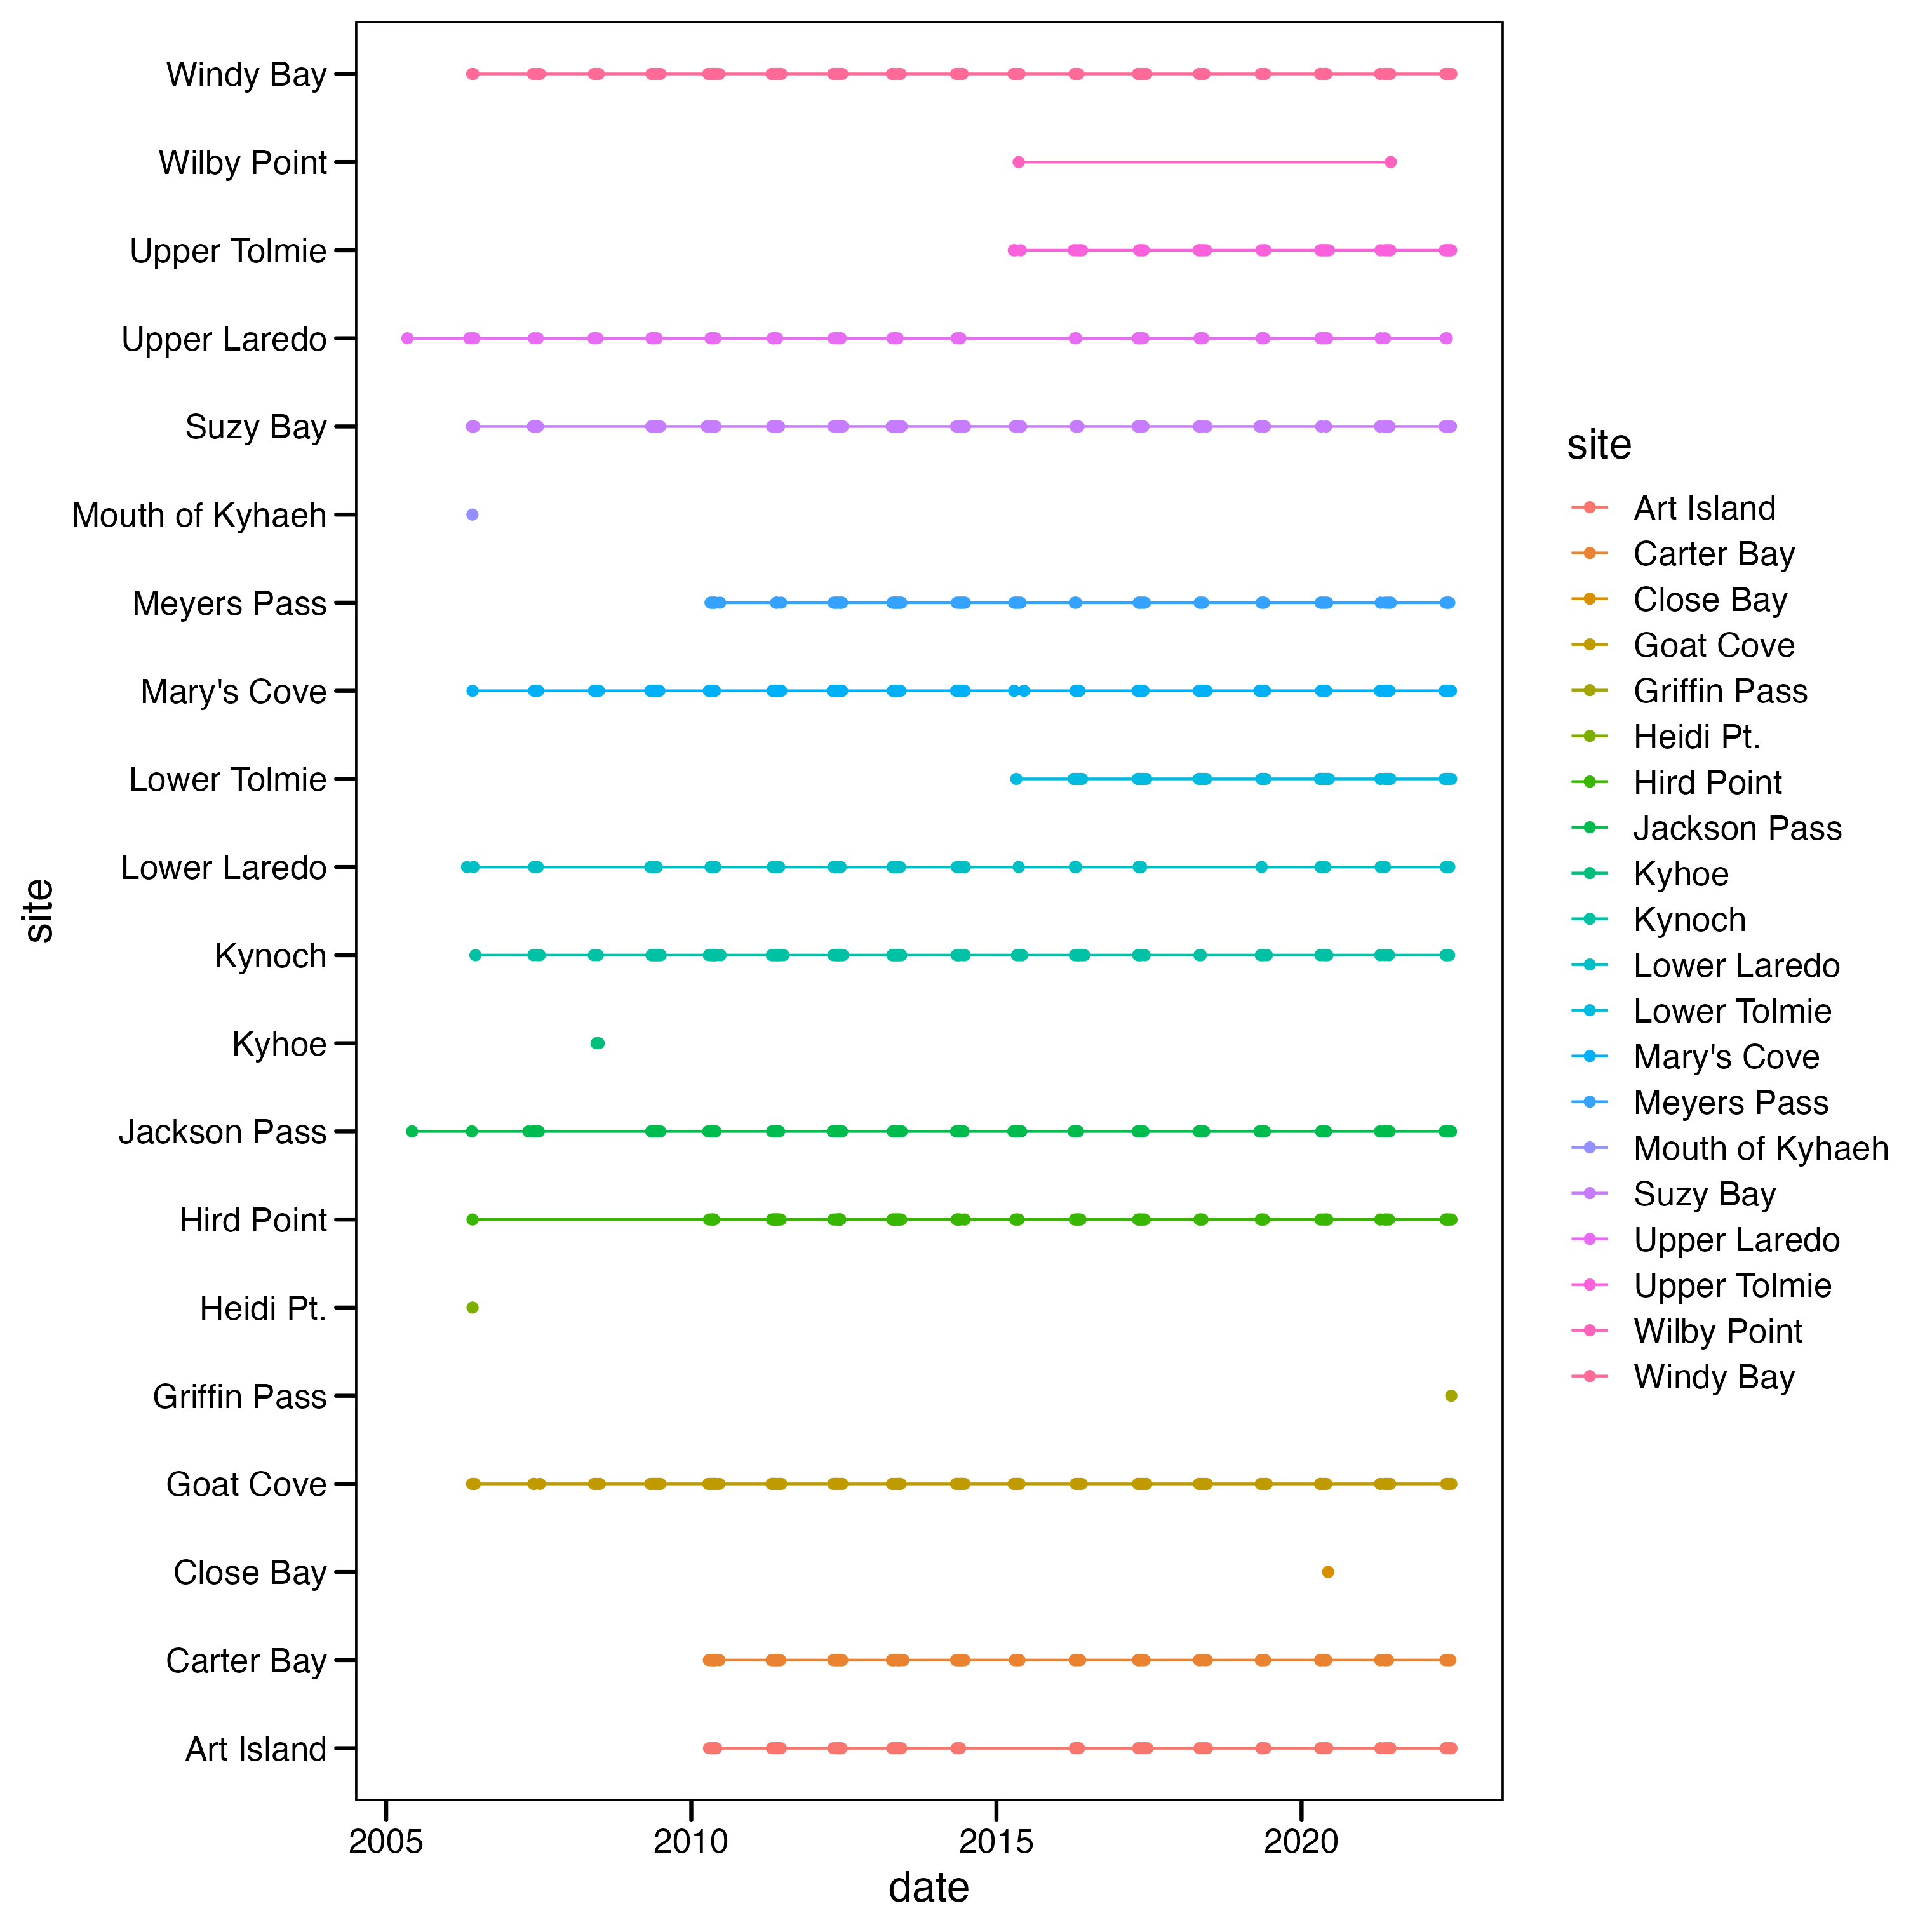 Windy Bay
Wilby Point
Upper Tolmie
Upper Laredo
Suzy Bay
Mouth of Kyhaeh
Meyers Pass
Mary's Cove
Lower Tolmie
Lower Laredo
Kynoch
Kyhoe
Jackson Pass
Hird Point
Heidi Pt.
Griffin Pass
Goat Cove
Close Bay
Carter Bay
Art Island
site
2005 2010 2015 2020
date
site
Art Island
Carter Bay
Close Bay
Goat Cove
Griffin Pass
Heidi Pt.
Hird Point
Jackson Pass
Kyhoe
Kynoch
Lower Laredo
Lower Tolmie
Mary's Cove
Meyers Pass
Mouth of Kyhaeh
Suzy Bay
Upper Laredo
Upper Tolmie
Wilby Point
Windy Bay